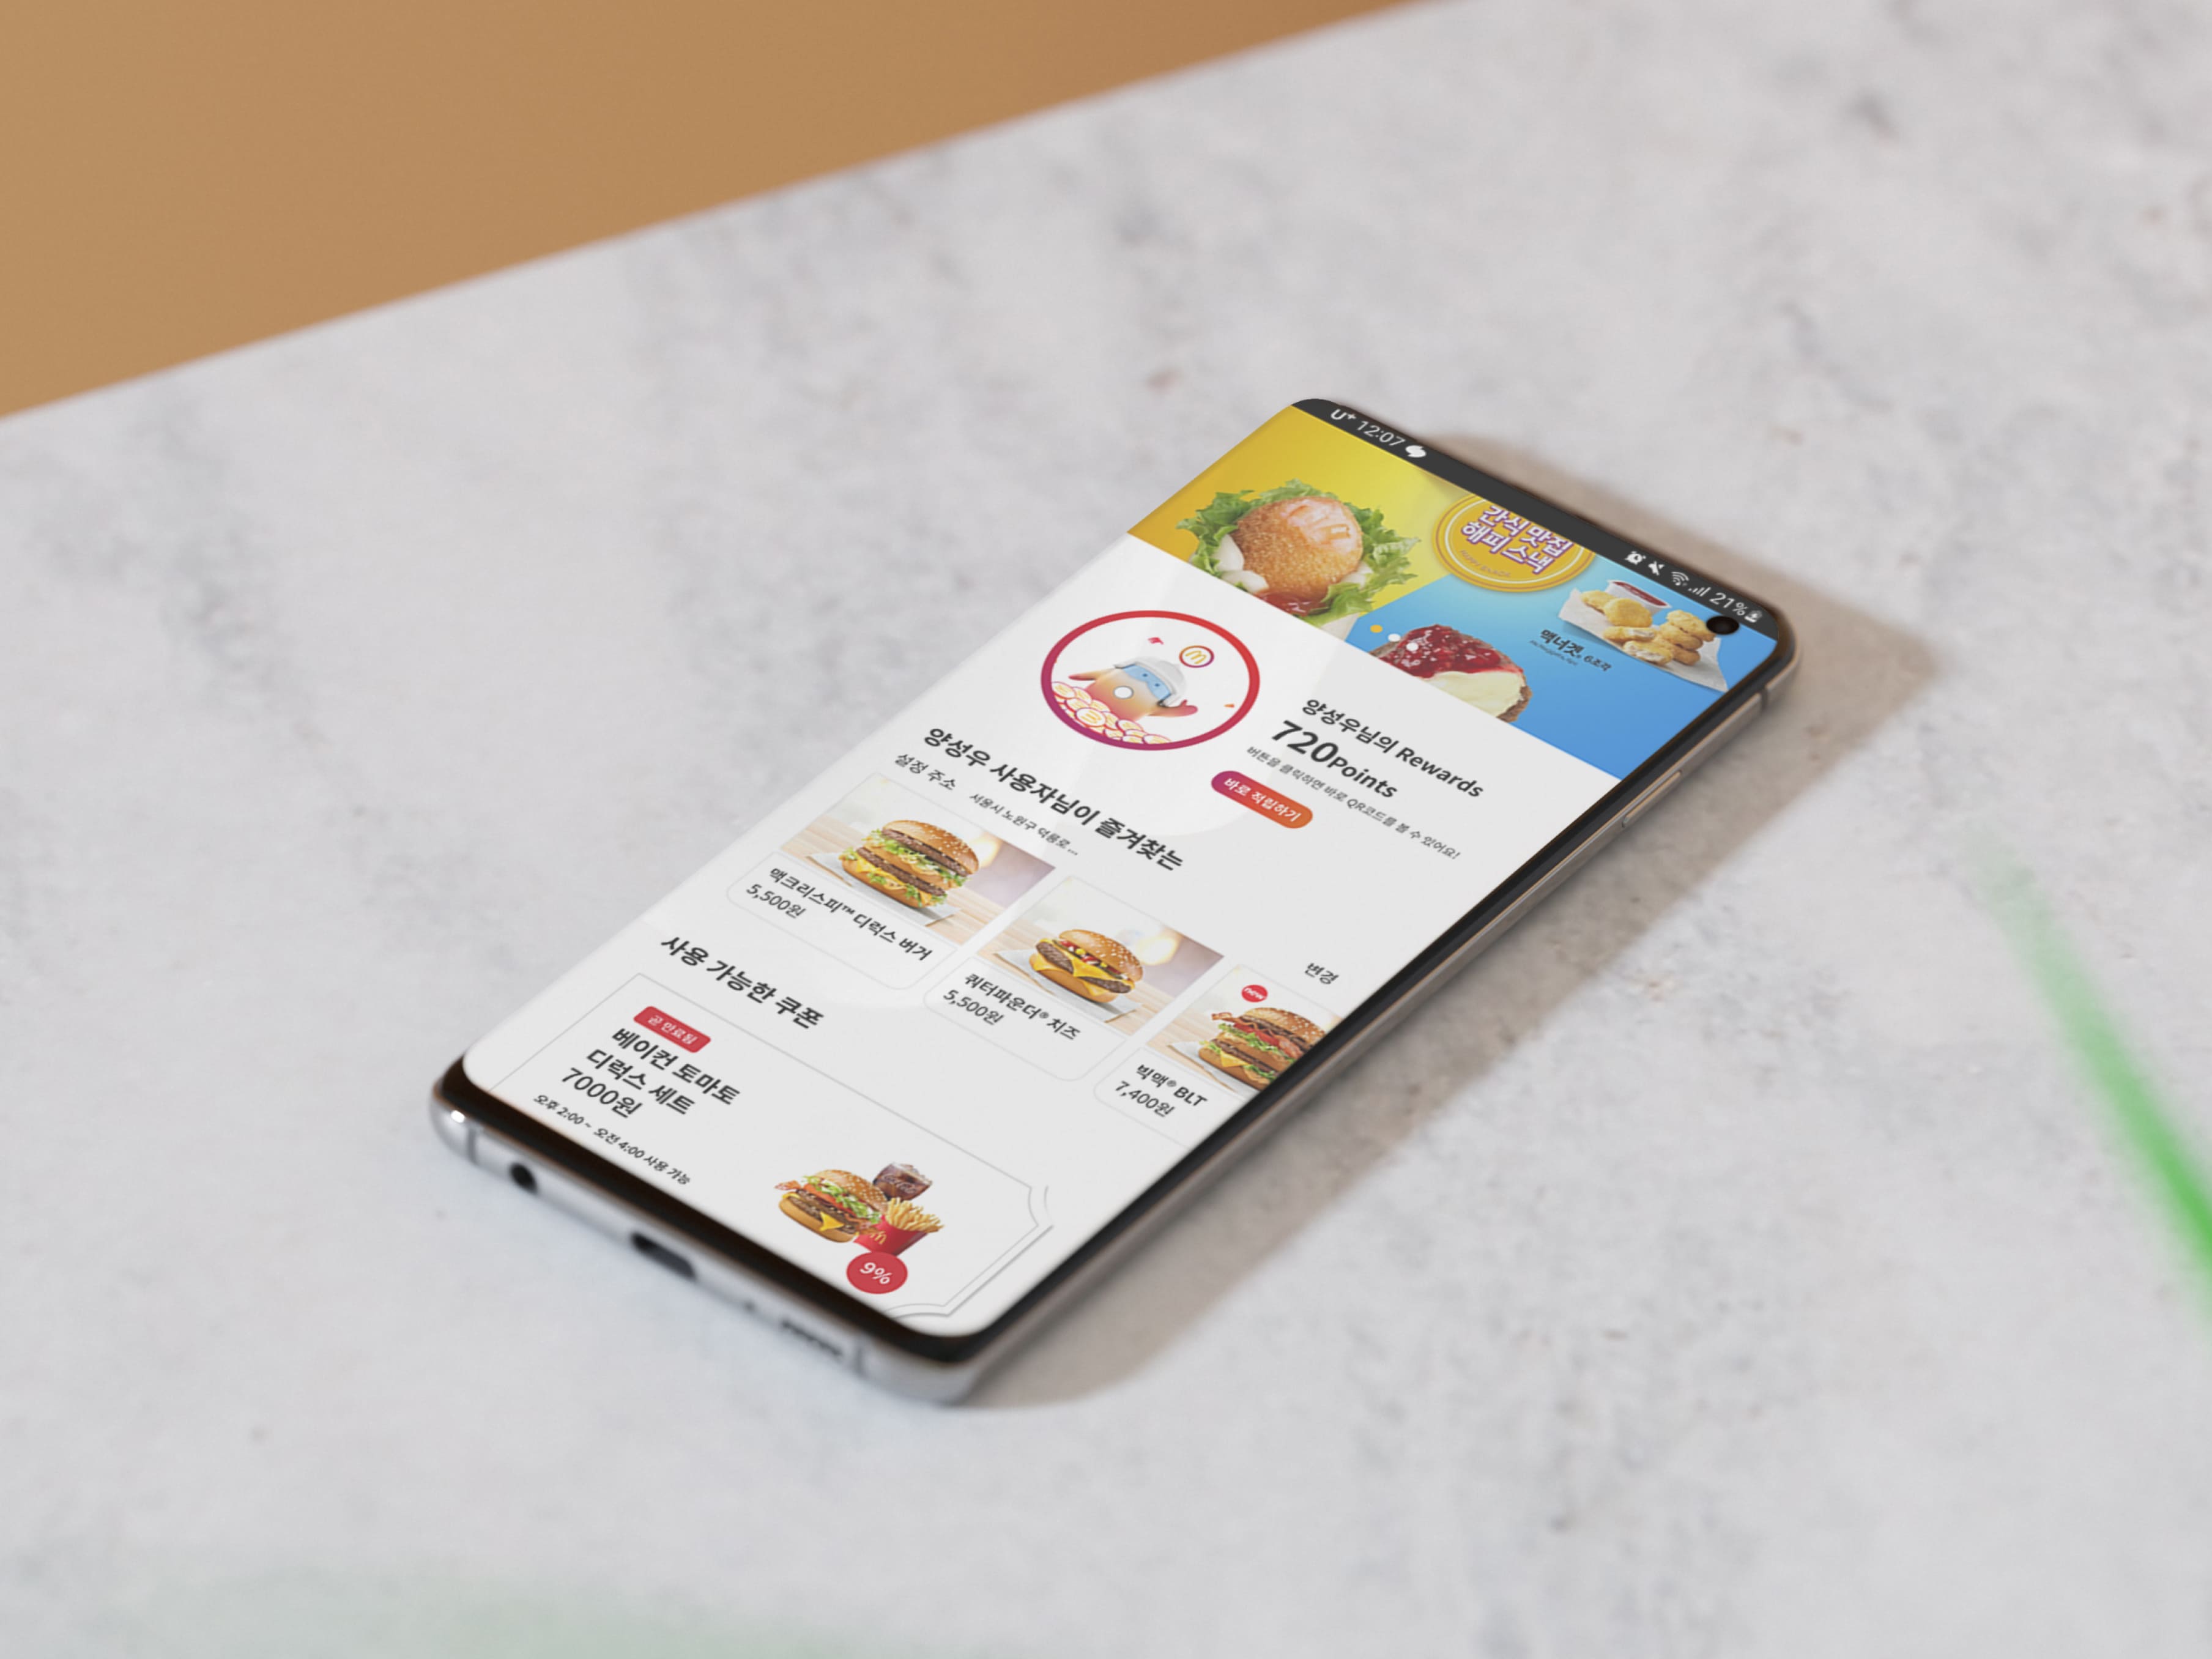 U+ 12:07
21%
간식 맛집
해피 스낵
맥너겟® 6조각
양성우님의 Rewards
720Points
버튼을 클릭하면 바로 QR코드를 볼 수 있어요!
바로 적립하기
양성우 사용자님이 즐겨찾는
설정 주소 서울시 노원구 덕릉로...
변경
맥크리스피™ 디럭스 버거
5,500원
쿼터파운더® 치즈
5,500원
new
빅맥® BLT
7,400원
사용 가능한 쿠폰
곧 만료됨
베이컨 토마토
디럭스 세트
7000원
오후 2:00 ~ 오전 4:00 사용 가능
9%